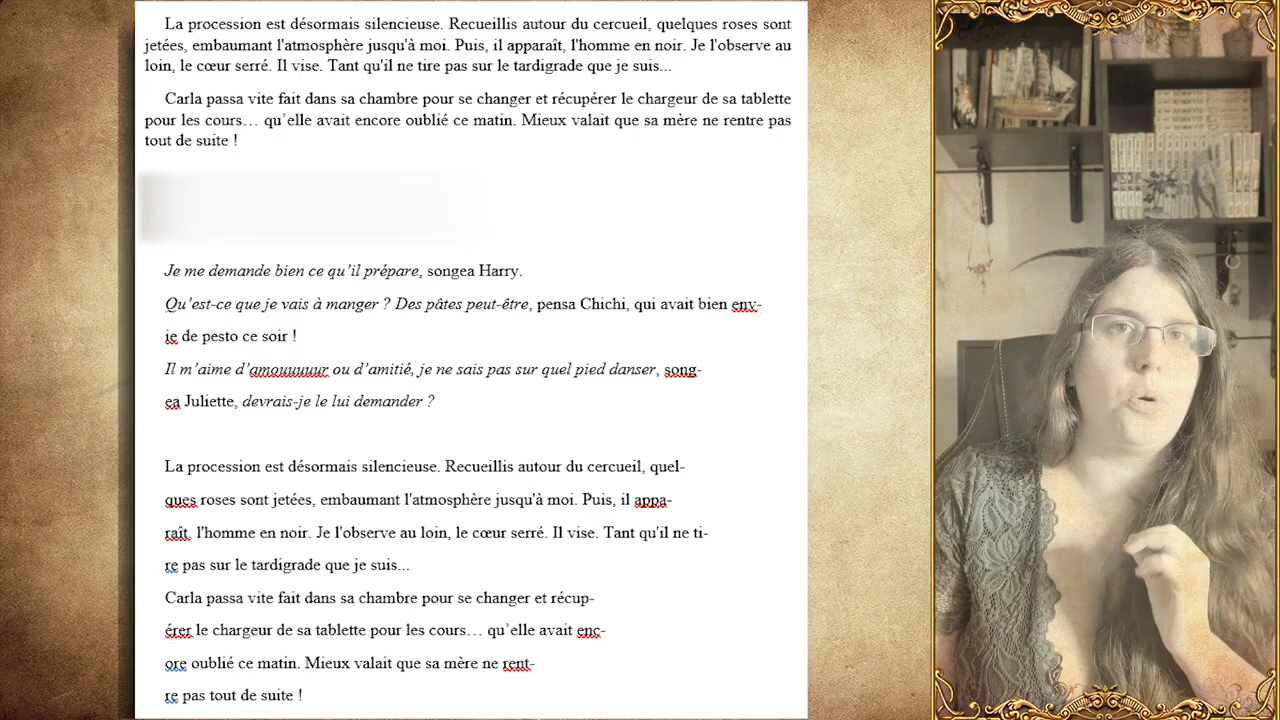 La procession est désormais silencieuse. Recueillis autour du cercueil, quelques roses sont
jetées, embaumant l'atmosphère jusqu'à moi. Puis, il apparaît, l'homme en noir. Je l'observe au
loin, le cœur serré. Il vise. Tant qu'il ne tire pas sur le tardigrade que je suis...
Carla passa vite fait dans sa chambre pour se changer et récupérer le chargeur de sa tablette
pour les cours… qu’elle avait encore oublié ce matin. Mieux valait que sa mère ne rentre pas
tout de suite !
Je me demande bien ce qu’il prépare, songea Harry.
Qu’est-ce que je vais à manger ? Des pâtes peut-être, pensa Chichi, qui avait bien env-
ie de pesto ce soir !
Il m’aime d’amouuuuur ou d’amitié, je ne sais pas sur quel pied danser, song-
ea Juliette, devrais-je le lui demander ?
La procession est désormais silencieuse. Recueillis autour du cercueil, quel-
ques roses sont jetées, embaumant l'atmosphère jusqu'à moi. Puis, il appa-
raît, l'homme en noir. Je l'observe au loin, le cœur serré. Il vise. Tant qu'il ne ti-
re pas sur le tardigrade que je suis...
Carla passa vite fait dans sa chambre pour se changer et récup-
érer le chargeur de sa tablette pour les cours… qu’elle avait enc-
ore oublié ce matin. Mieux valait que sa mère ne rent-
re pas tout de suite !